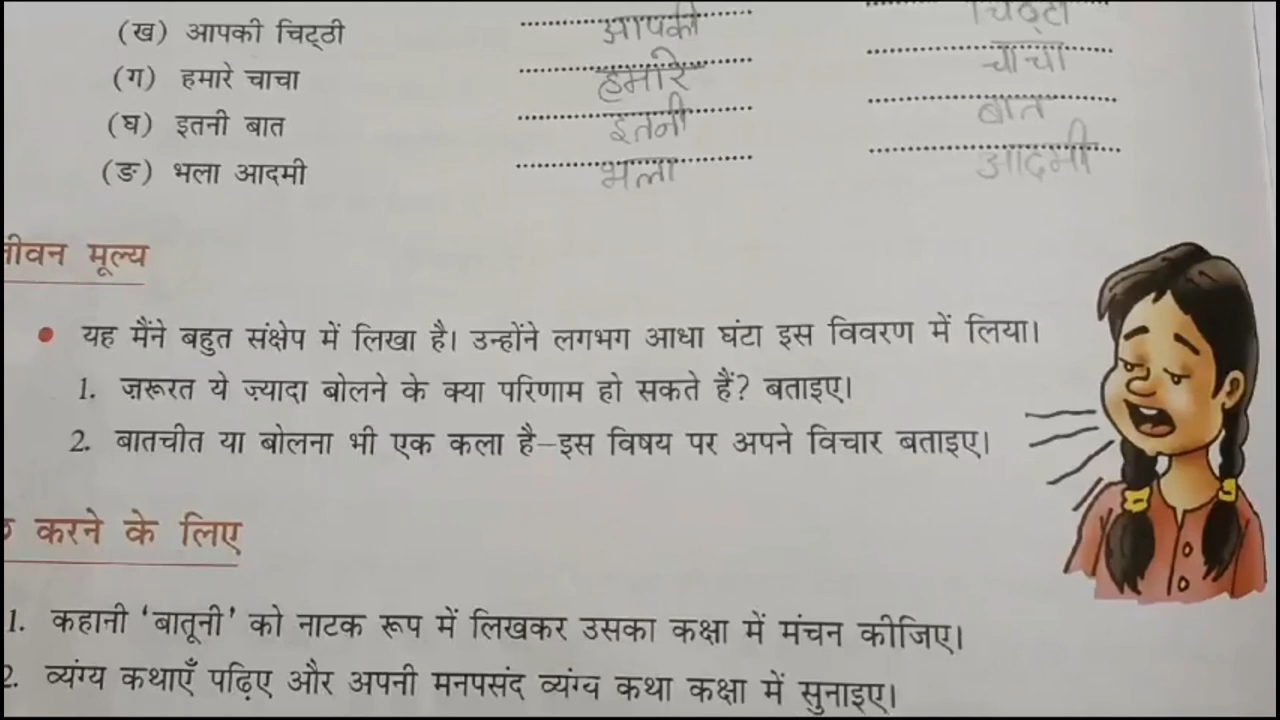 (ख) आपकी चिट्ठी आपकी चिट्ठी
(ग) हमारे चाचा हमारे चाचा
(घ) इतनी बात इतनी बात
(ङ) भला आदमी भला आदमी
जीवन मूल्य
• यह मैंने बहुत संक्षेप में लिखा है। उन्होंने लगभग आधा घंटा इस विवरण में लिया।
1. ज़रूरत ये ज़्यादा बोलने के क्या परिणाम हो सकते हैं? बताइए।
2. बातचीत या बोलना भी एक कला है–इस विषय पर अपने विचार बताइए।
करने के लिए
1. कहानी ‘बातूनी’ को नाटक रूप में लिखकर उसका कक्षा में मंचन कीजिए।
2. व्यंग्य कथाएँ पढ़िए और अपनी मनपसंद व्यंग्य कथा कक्षा में सुनाइए।